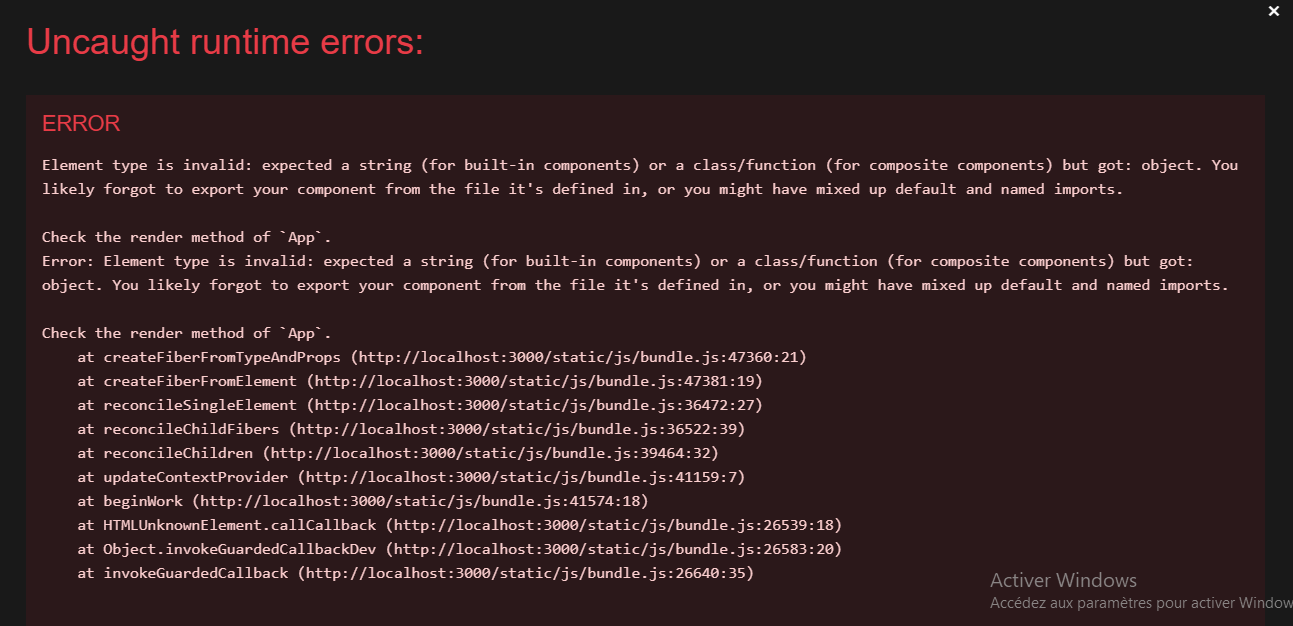 ×
Uncaught runtime errors:
ERROR
Element type is invalid: expected a string (for built-in components) or a class/function (for composite components) but got: object. You
likely forgot to export your component from the file it's defined in, or you might have mixed up default and named imports.
Check the render method of `App`.
Error: Element type is invalid: expected a string (for built-in components) or a class/function (for composite components) but got:
object. You likely forgot to export your component from the file it's defined in, or you might have mixed up default and named imports.
Check the render method of `App`.
at createFiberFromTypeAndProps (http://localhost:3000/static/js/bundle.js:47360:21)
at createFiberFromElement (http://localhost:3000/static/js/bundle.js:47381:19)
at reconcileSingleElement (http://localhost:3000/static/js/bundle.js:36472:27)
at reconcileChildFibers (http://localhost:3000/static/js/bundle.js:36522:39)
at reconcileChildren (http://localhost:3000/static/js/bundle.js:39464:32)
at updateContextProvider (http://localhost:3000/static/js/bundle.js:41159:7)
at beginWork (http://localhost:3000/static/js/bundle.js:41574:18)
at HTMLUnknownElement.callCallback (http://localhost:3000/static/js/bundle.js:26539:18)
at Object.invokeGuardedCallbackDev (http://localhost:3000/static/js/bundle.js:26583:20)
at invokeGuardedCallback (http://localhost:3000/static/js/bundle.js:26640:35)
Activer Windows
Accédez aux paramètres pour activer Window